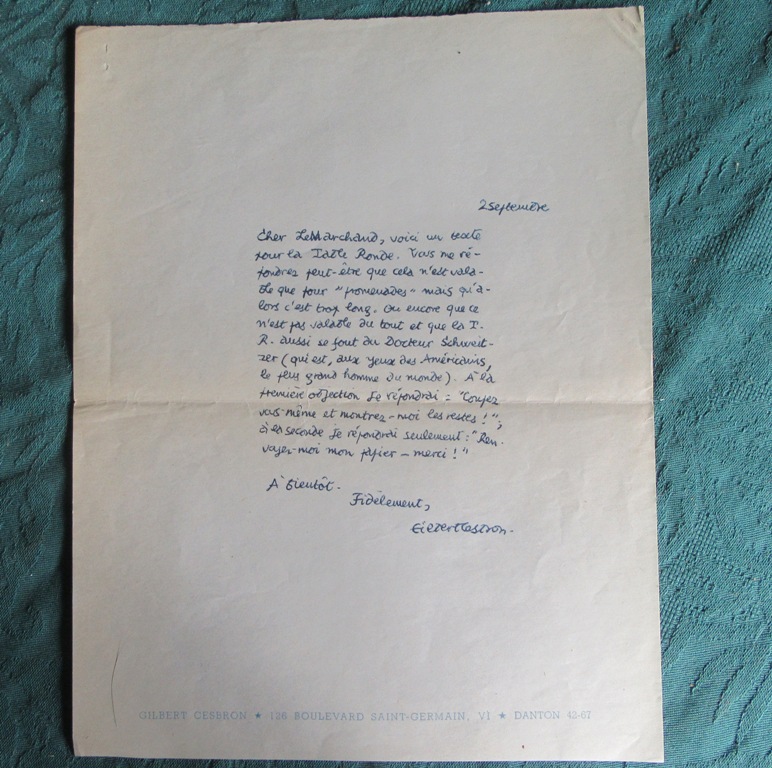 2 septembre
Cher LeMarchand, voici un texte
pour la Table Ronde. Vous me ré-
pondrez peut-être que cela n'est vala-
ble que pour "promenades" mais qu'a-
lors c'est trop long. Ou encore que ce
n'est pas valable du tout et que la T.
R. aussi se fout du Docteur Schweit-
zer (qui est, aux yeux des Américains,
le plus grand homme du monde). À la
première objection je répondrai : "Coupez
vous-même et montrez-moi les restes !",
à la seconde je répondrai seulement : "Ren-
voyez-moi mon papier – merci !"
À bientôt.
Fidèlement,
Gilbert Cesbron.
GILBERT CESBRON ★ 126 BOULEVARD SAINT-GERMAIN, VI ★ DANTON 42-67